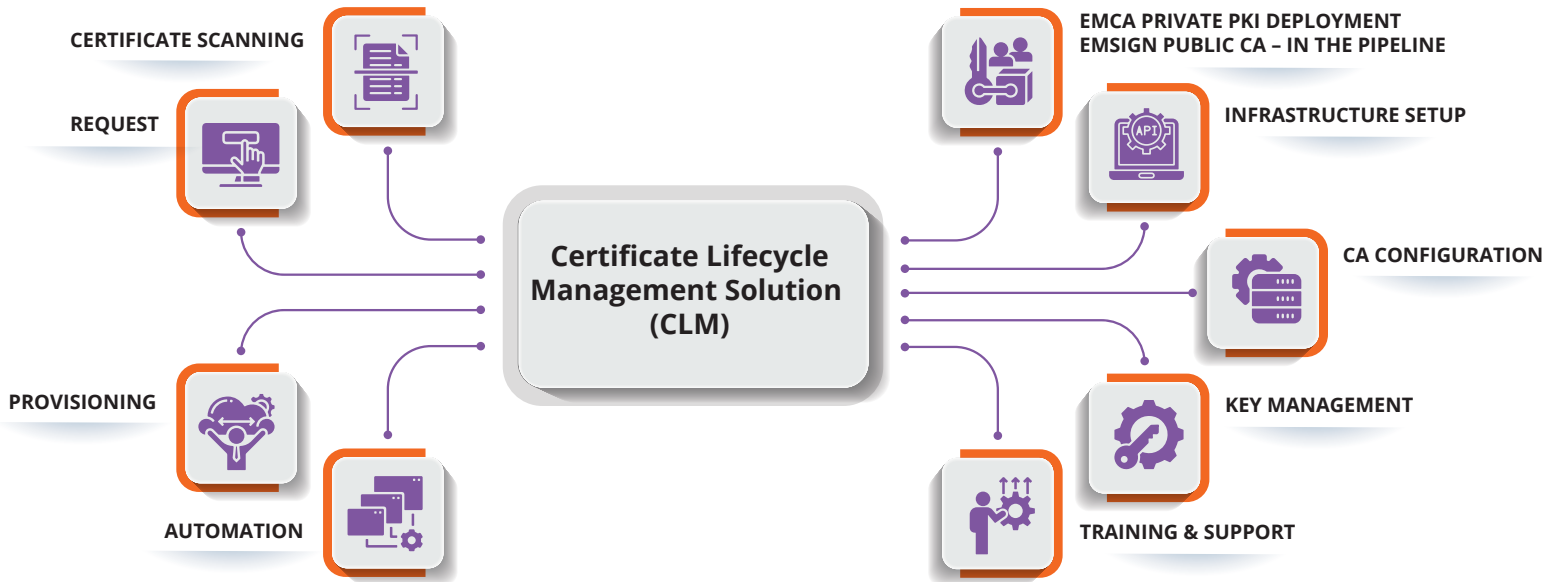 CERTIFICATE SCANNING
REQUEST
PROVISIONING
AUTOMATION
Certificate Lifecycle
Management Solution
(CLM)
EMCA PRIVATE PKI DEPLOYMENT
EMSIGN PUBLIC CA – IN THE PIPELINE
API
INFRASTRUCTURE SETUP
CA CONFIGURATION
KEY MANAGEMENT
TRAINING & SUPPORT